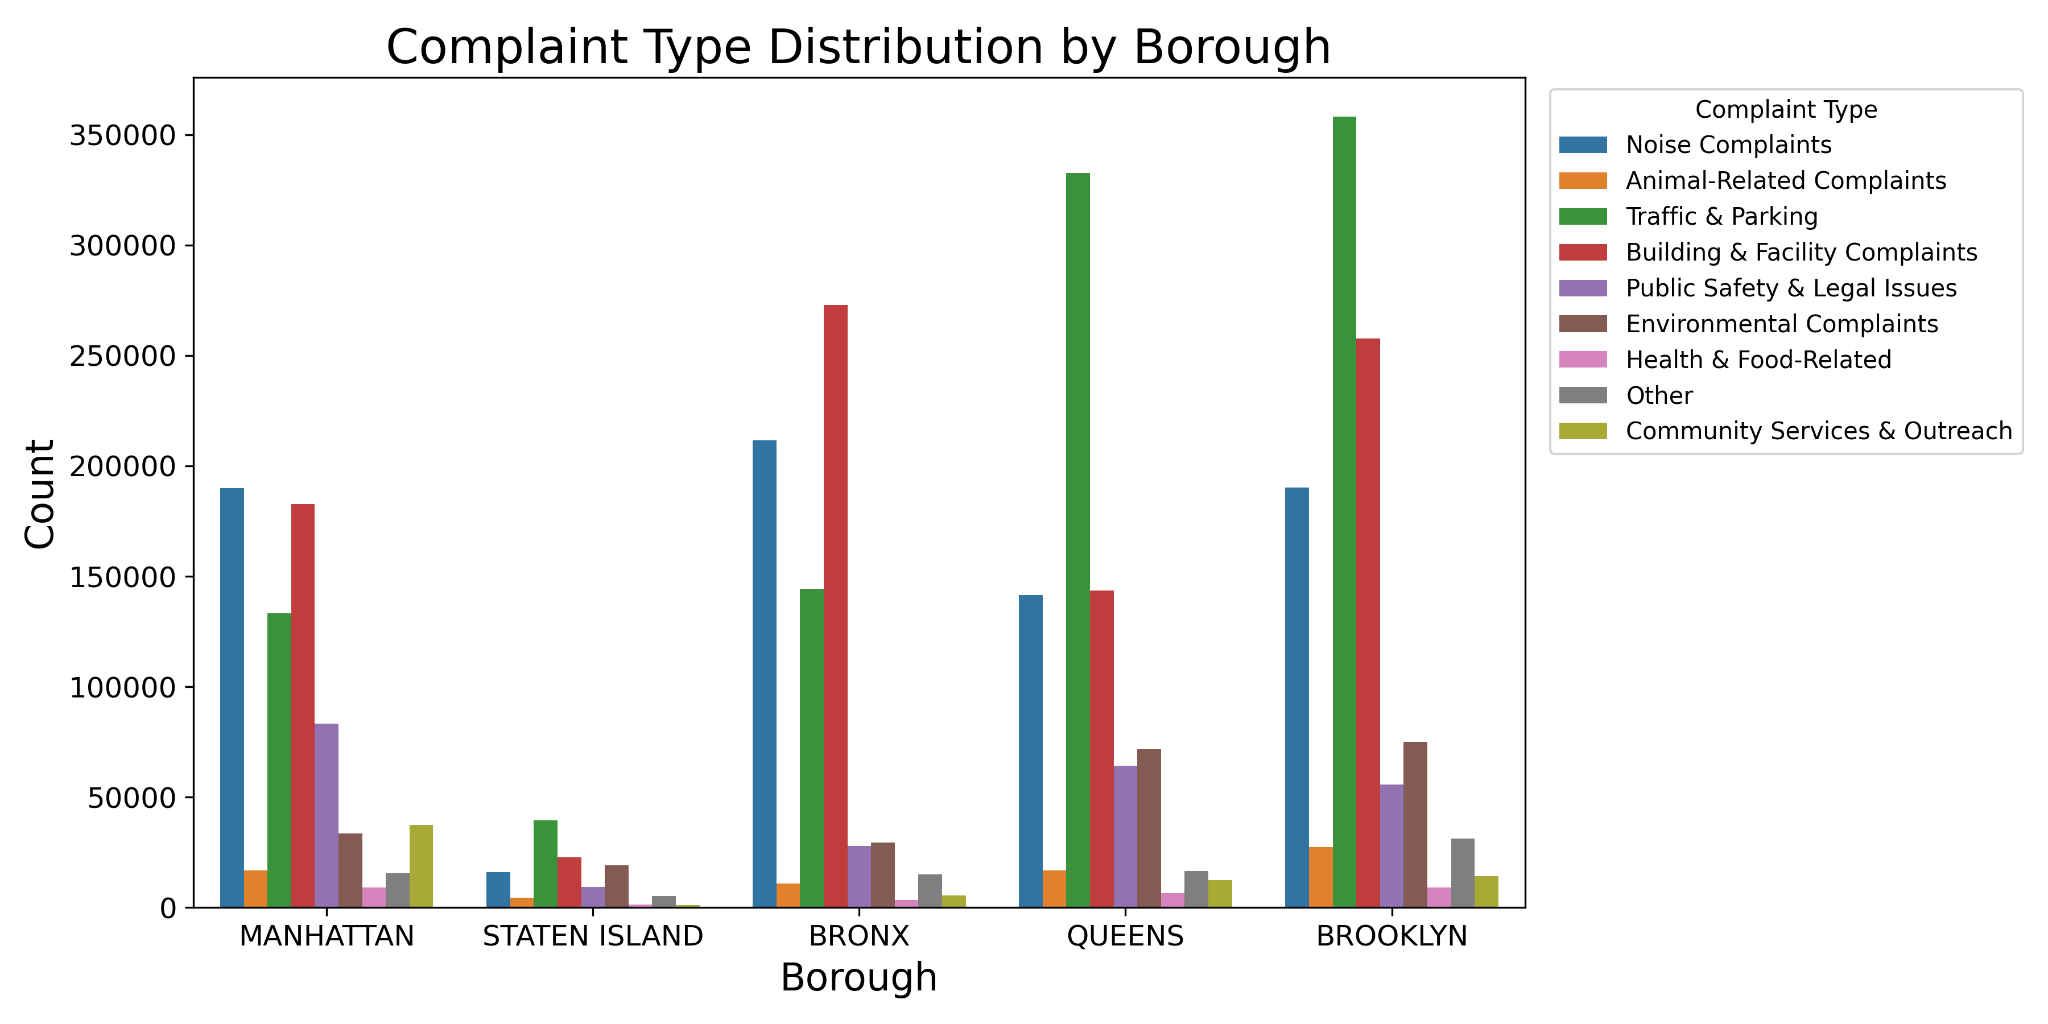 Complaint Type Distribution by Borough
Count
350000
300000
250000
200000
150000
100000
50000
0
MANHATTAN
STATEN ISLAND
BRONX
QUEENS
BROOKLYN
Borough
Complaint Type
Noise Complaints
Animal-Related Complaints
Traffic & Parking
Building & Facility Complaints
Public Safety & Legal Issues
Environmental Complaints
Health & Food-Related
Other
Community Services & Outreach